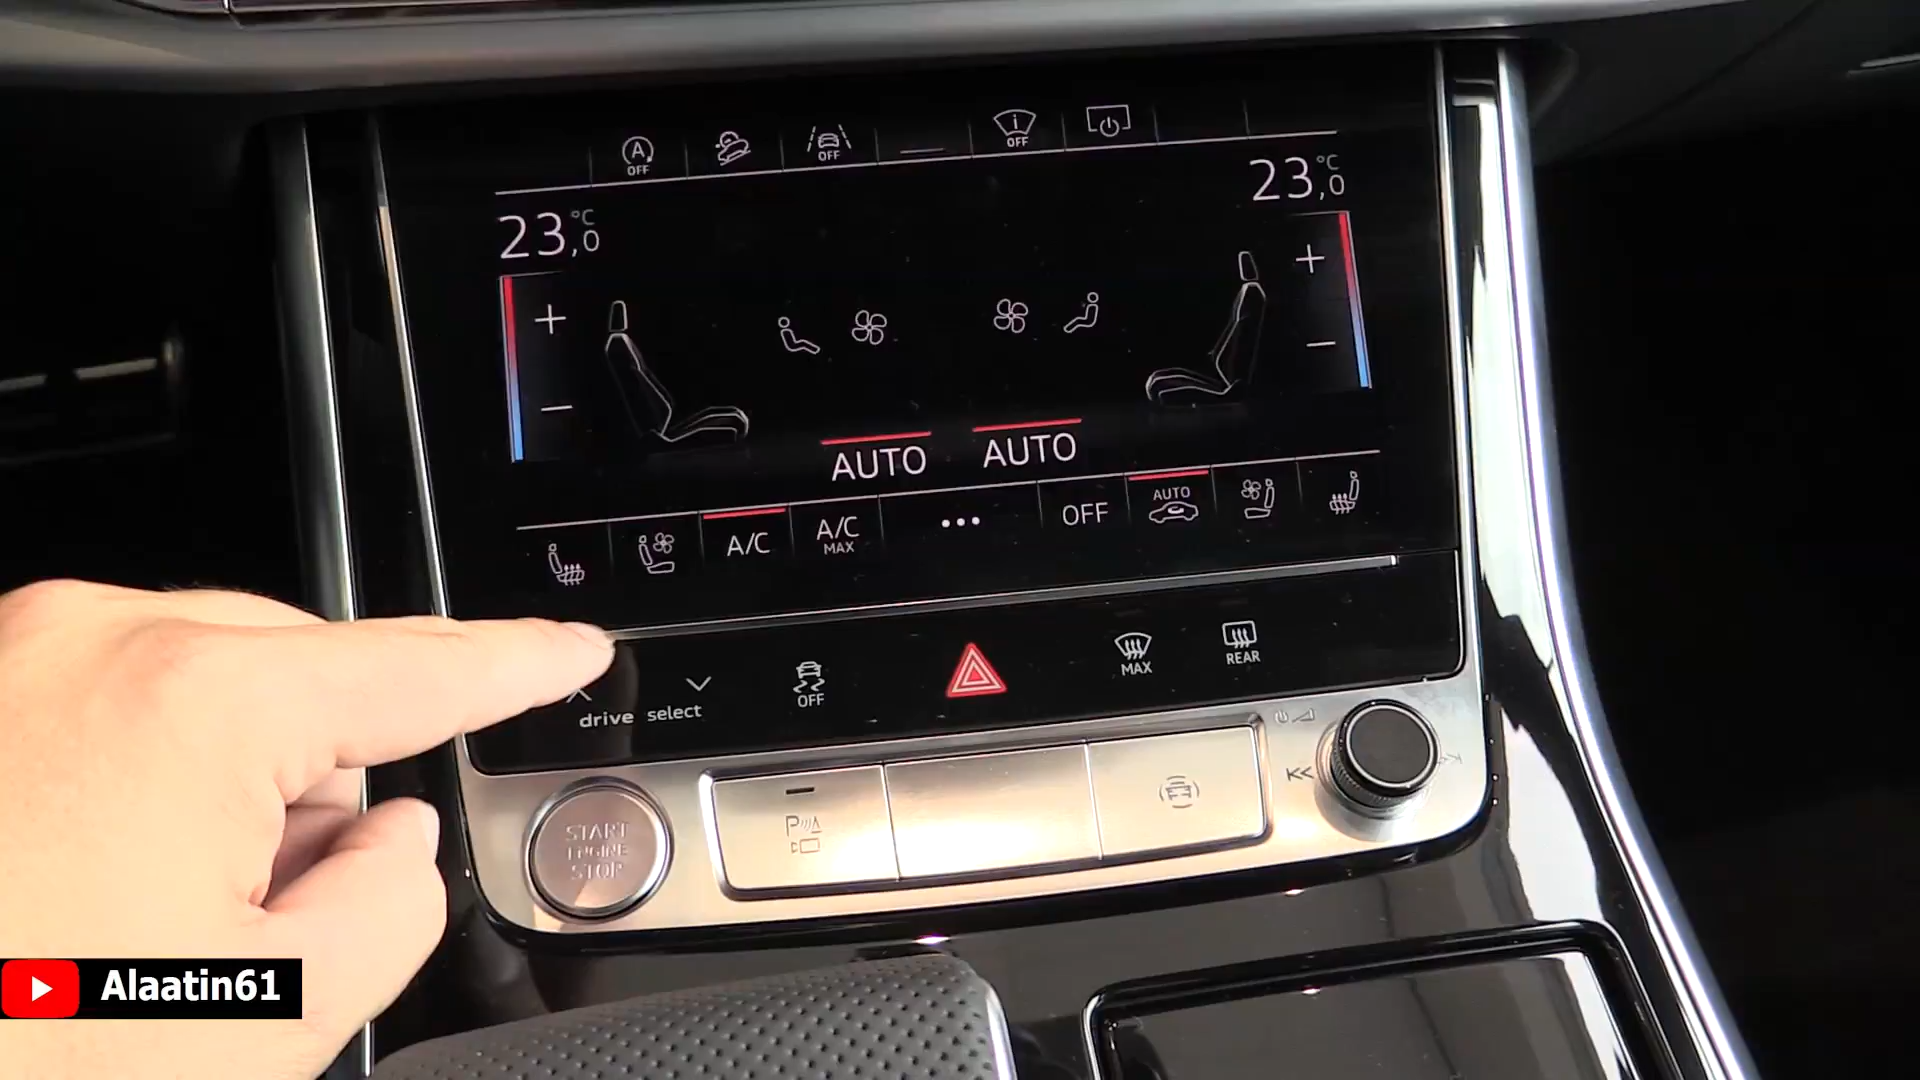 A OFF
OFF
i OFF
23,0 °C
23,0 °C
+
+
−
−
AUTO AUTO
A/C
A/C MAX
•••
OFF
AUTO
drive select
OFF
MAX
REAR
START
ENGINE
STOP
P
Alaatin61